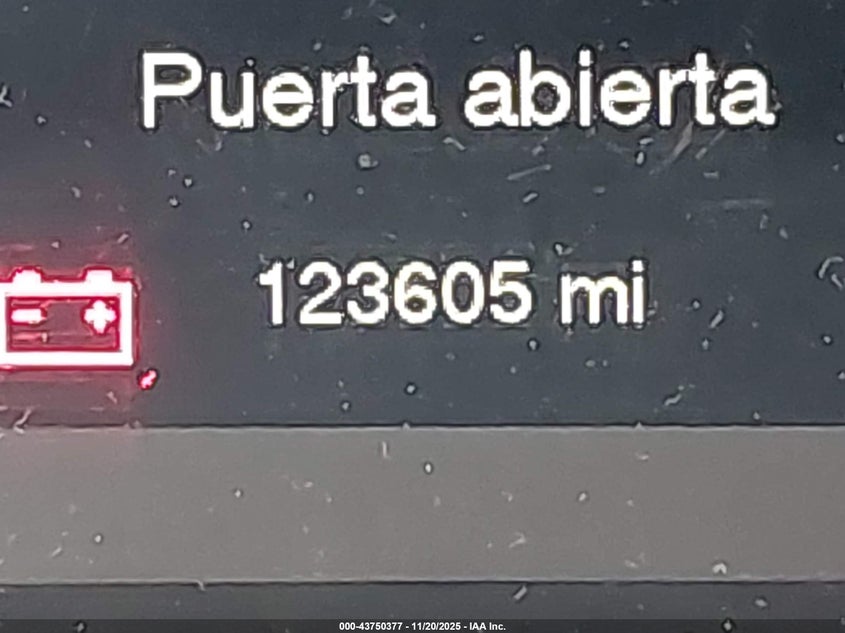 Puerta abierta
123605 mi
000-43750377 - 11/20/2025 - IAA Inc.